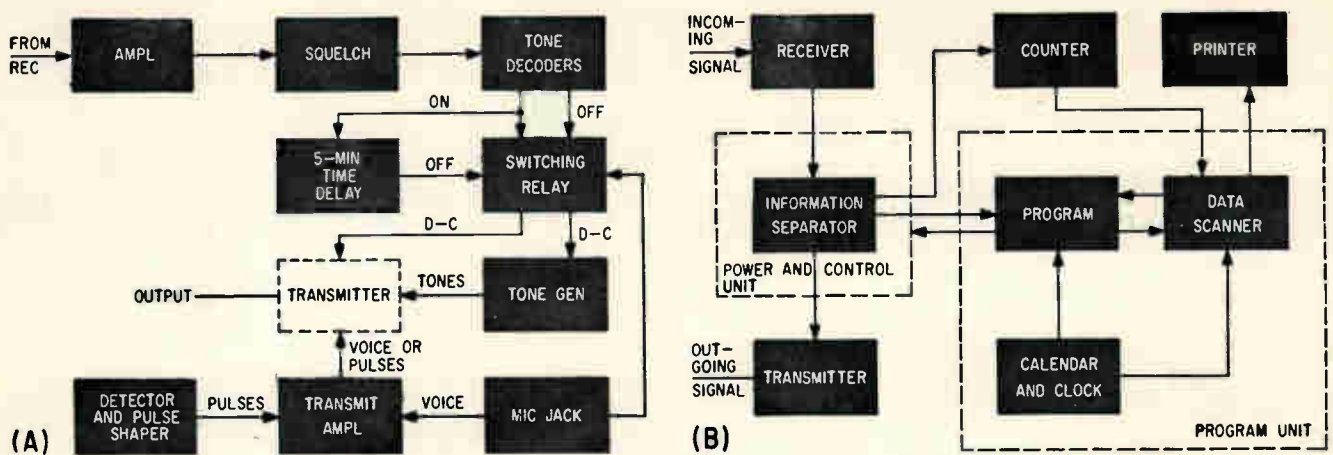 FROM
REC
AMPL
SQUELCH
TONE
DECODERS
ON
OFF
5-MIN
TIME
DELAY
OFF
SWITCHING
RELAY
D-C
D-C
OUTPUT
TRANSMITTER
TONES
TONE GEN
VOICE OR
PULSES
DETECTOR
AND PULSE
SHAPER
PULSES
TRANSMIT
AMPL
VOICE
MIC JACK
(A)
INCOM-
ING
SIGNAL
RECEIVER
COUNTER
PRINTER
INFORMATION
SEPARATOR
PROGRAM
DATA
SCANNER
POWER AND CONTROL
UNIT
OUT-
GOING
SIGNAL
TRANSMITTER
CALENDAR
AND CLOCK
PROGRAM UNIT
(B)